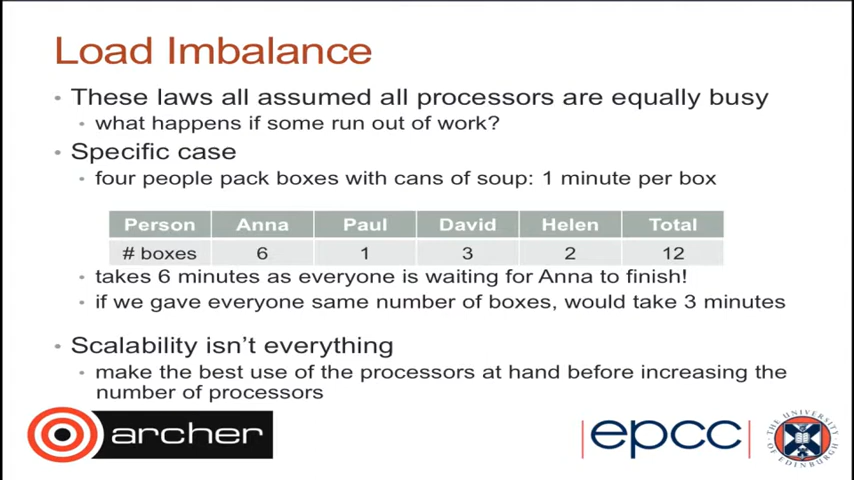 Load Imbalance
• These laws all assumed all processors are equally busy
• what happens if some run out of work?
• Specific case
• four people pack boxes with cans of soup: 1 minute per box
Person Anna Paul David Helen Total
# boxes 6 1 3 2 12
• takes 6 minutes as everyone is waiting for Anna to finish!
• if we gave everyone same number of boxes, would take 3 minutes
• Scalability isn't everything
• make the best use of the processors at hand before increasing the
number of processors
archer
|epcc|
THE UNIVERSITY OF EDINBURGH